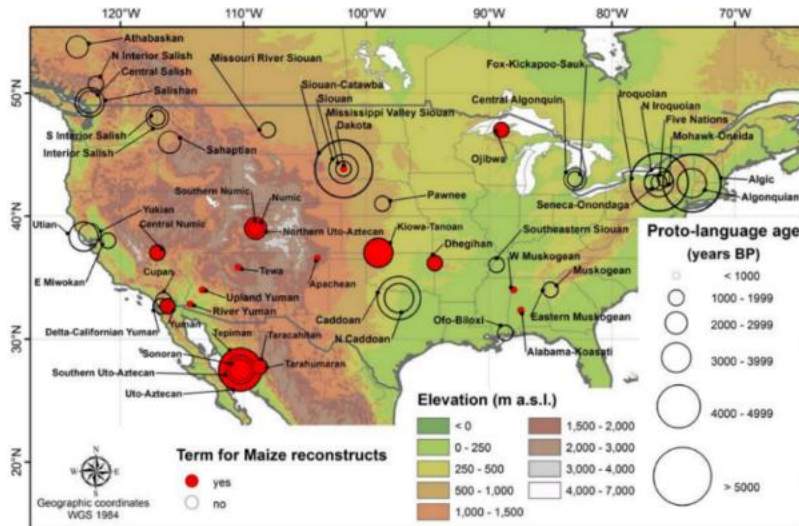 120°W 110°W 100°W 90°W 80°W 70°W
50°N
40°N
30°N
20°N
Athabaskan
N Interior Salish
Central Salish
Salishan
S Interior Salish
Interior Salish
Sahaptian
Missouri River Siouan
Siouan-Catawba
Siouan
Mississippi Valley Siouan
Dakota
Fox-Kickapoo-Sauk
Central Algonquin
Ojibwa
Iroquoian
N Iroquoian
Five Nations
Mohawk-Oneida
Algic
Algonquian
Seneca-Onondaga
Southern Numic
Numic
Pawnee
Yukian
Utian
Central Numic
Northern Uto-Aztecan
Kiowa-Tanoan
Dhegihan
Southeastern Siouan
E Miwokan
Cupan
Tewa
Apachean
W Muskogean
Muskogean
Upland Yuman
River Yuman
Delta-Californian Yuman
Yuman
Caddoan
N Caddoan
Ofo-Biloxi
Eastern Muskogean
Alabama-Koasati
Tepiman
Taracahitan
Sonoran
Tarahumaran
Southern Uto-Aztecan
Uto-Aztecan
Proto-language age
(years BP)
< 1000
1000 - 1999
2000 - 2999
3000 - 3999
4000 - 4999
> 5000
Elevation (m a.s.l.)
< 0
0 - 250
250 - 500
500 - 1,000
1,000 - 1,500
1,500 - 2,000
2,000 - 3,000
3,000 - 4,000
4,000 - 7,000
Term for Maize reconstructs
yes
no
N
W E
S
Geographic coordinates
WGS 1984